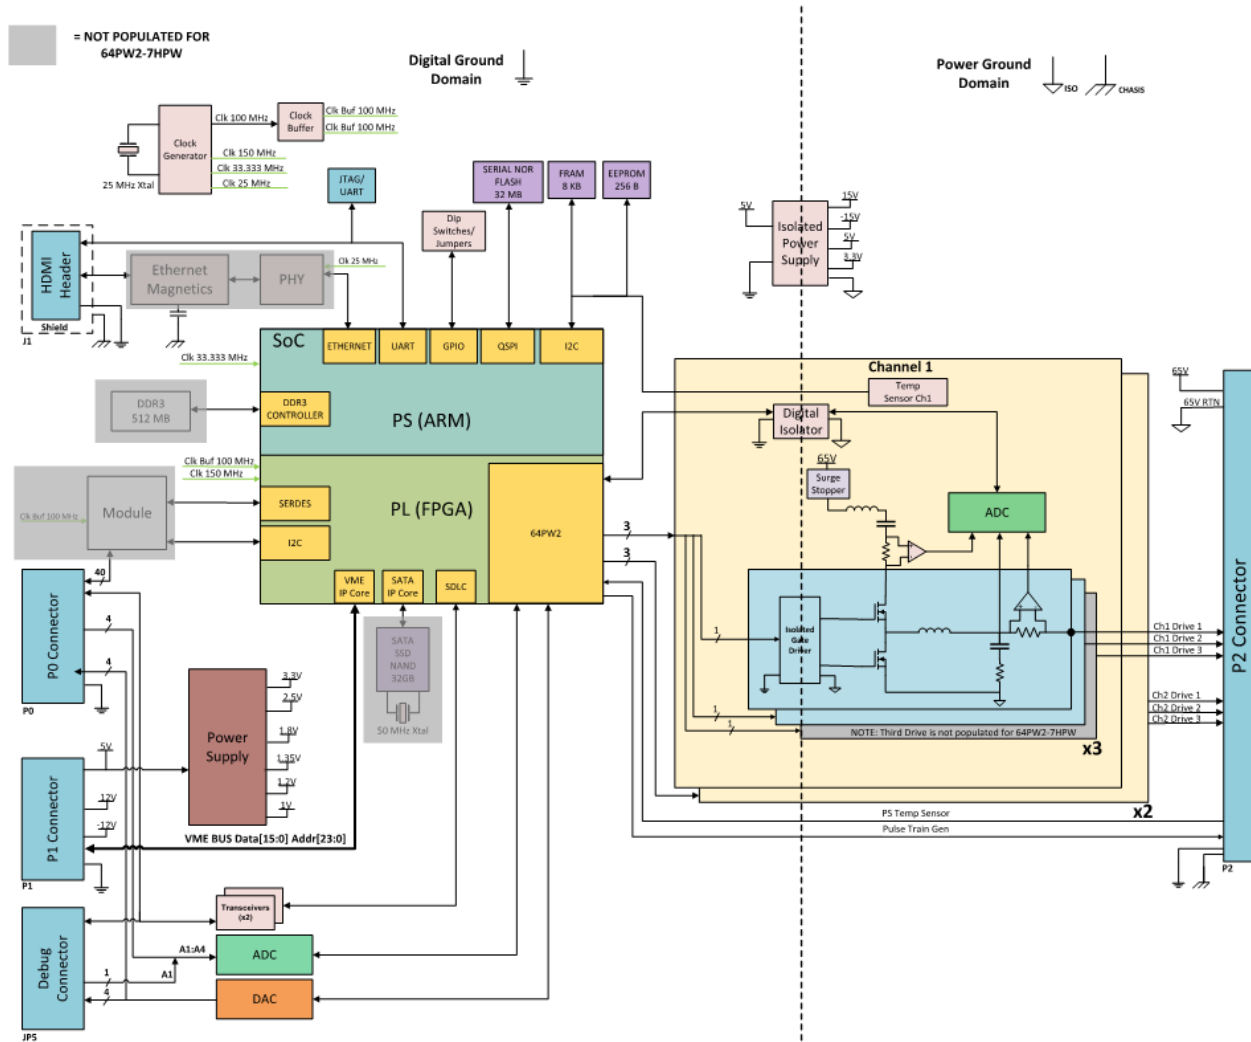 = NOT POPULATED FOR
64PW2-7HPW
Digital Ground
Domain
Power Ground
Domain
ISO
CHASIS
Clock
Generator
25 MHz Xtal
Clk 100 MHz
Clock
Buffer
Clk Buf 100 MHz
Clk Buf 100 MHz
Clk 150 MHz
Clk 33.333 MHz
Clk 25 MHz
JTAG/
UART
SERIAL NOR
FLASH
32 MB
FRAM
8 KB
EEPROM
256 B
Dip
Switches/
Jumpers
5V
Isolated
Power
Supply
15V
-15V
5V
3.3V
HDMI
Header
Shield
J1
Ethernet
Magnetics
PHY
Clk 25 MHz
SoC
ETHERNET
UART
GPIO
QSPI
I2C
Clk 33.333 MHz
DDR3
512 MB
DDR3
CONTROLLER
PS (ARM)
Clk Buf 100 MHz
Clk 150 MHz
Clk Buf 100 MHz
Module
SERDES
I2C
PL (FPGA)
64PW2
VME
IP Core
SATA
IP Core
SDLC
3
3
Channel 1
Temp
Sensor Ch1
Digital
Isolator
65V
Surge
Stopper
ADC
Isolated
Gate
Driver
1
1
1
NOTE: Third Drive is not populated for 64PW2-7HPW
x3
x2
65V
65V RTN
Ch1 Drive 1
Ch1 Drive 2
Ch1 Drive 3
Ch2 Drive 1
Ch2 Drive 2
Ch2 Drive 3
P2 Connector
P2
PS Temp Sensor
Pulse Train Gen
40
4
4
P0 Connector
P0
SATA
SSD
NAND
32GB
50 MHz Xtal
Power
Supply
3.3V
2.5V
1.8V
1.35V
1.2V
1V
5V
12V
-12V
P1 Connector
P1
VME BUS Data[15:0] Addr[23:0]
Transceivers
(x2)
A1:A4
ADC
1
A1
4
DAC
Debug
Connector
JP5